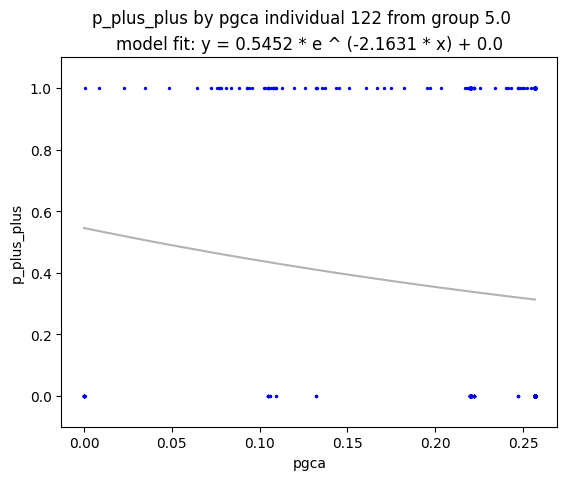 p_plus_plus by pgca individual 122 from group 5.0
model fit: y = 0.5452 * e ^ (-2.1631 * x) + 0.0
1.0
0.8
0.6
0.4
0.2
0.0
p_plus_plus
0.00 0.05 0.10 0.15 0.20 0.25
pgca